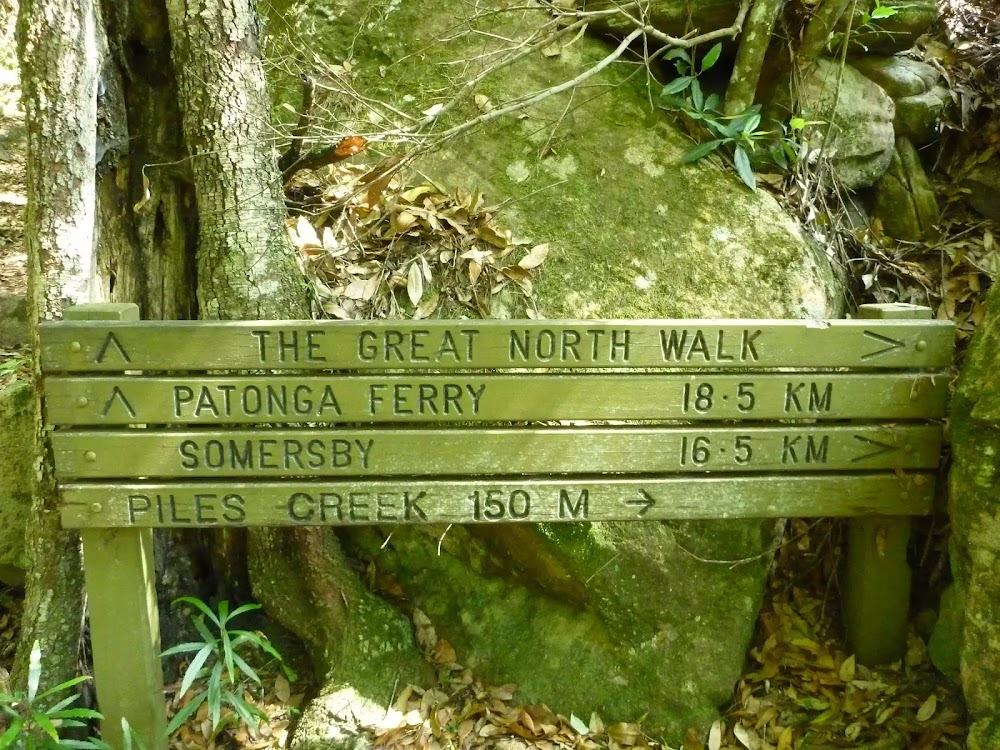 THE GREAT NORTH WALK
PATONGA FERRY 18·5 KM
SOMERSBY 16·5 KM
PILES CREEK 150 M →